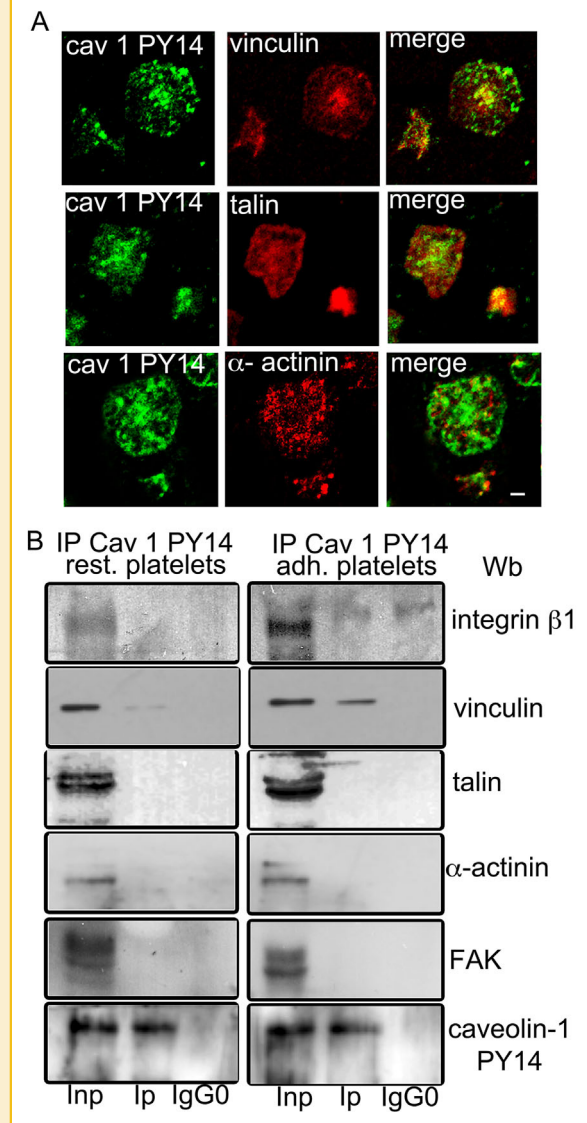 A
cav 1 PY14 vinculin merge
cav 1 PY14 talin merge
cav 1 PY14 α- actinin merge
B
IP Cav 1 PY14 IP Cav 1 PY14
rest. platelets adh. platelets Wb
integrin β1
vinculin
talin
α-actinin
FAK
caveolin-1
PY14
Inp Ip IgG0 Inp Ip IgG0